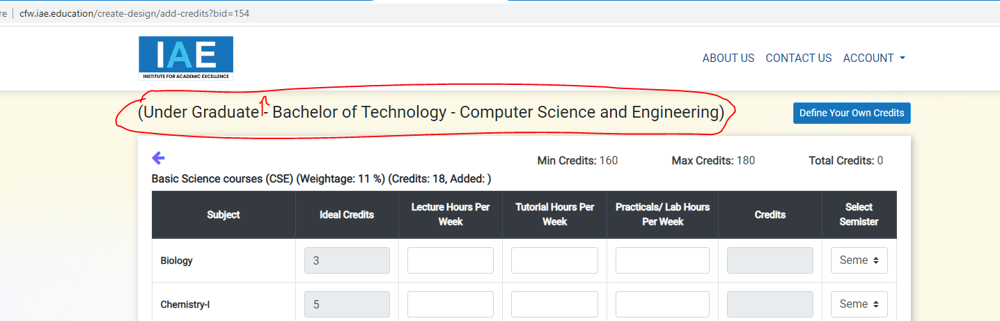 re cfw.iae.education/create-design/add-credits?bid=154
IAE
INSTITUTE FOR ACADEMIC EXCELLENCE
ABOUT US CONTACT US ACCOUNT
(Under Graduate - Bachelor of Technology - Computer Science and Engineering)
Define Your Own Credits
Min Credits: 160 Max Credits: 180 Total Credits: 0
Basic Science courses (CSE) (Weightage: 11 %) (Credits: 18, Added: )
Subject Ideal Credits Lecture Hours Per Week Tutorial Hours Per Week Practicals/ Lab Hours Per Week Credits Select Semister
Biology 3 Seme
Chemistry-I 5 Seme